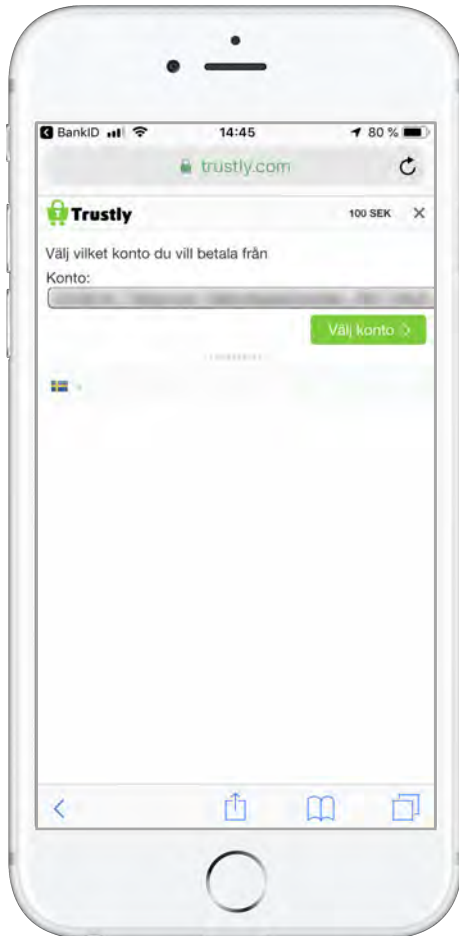 BankID 14:45 80 %
trustly.com
Trustly 100 SEK X
Välj vilket konto du vill betala från
Konto:
Välj konto